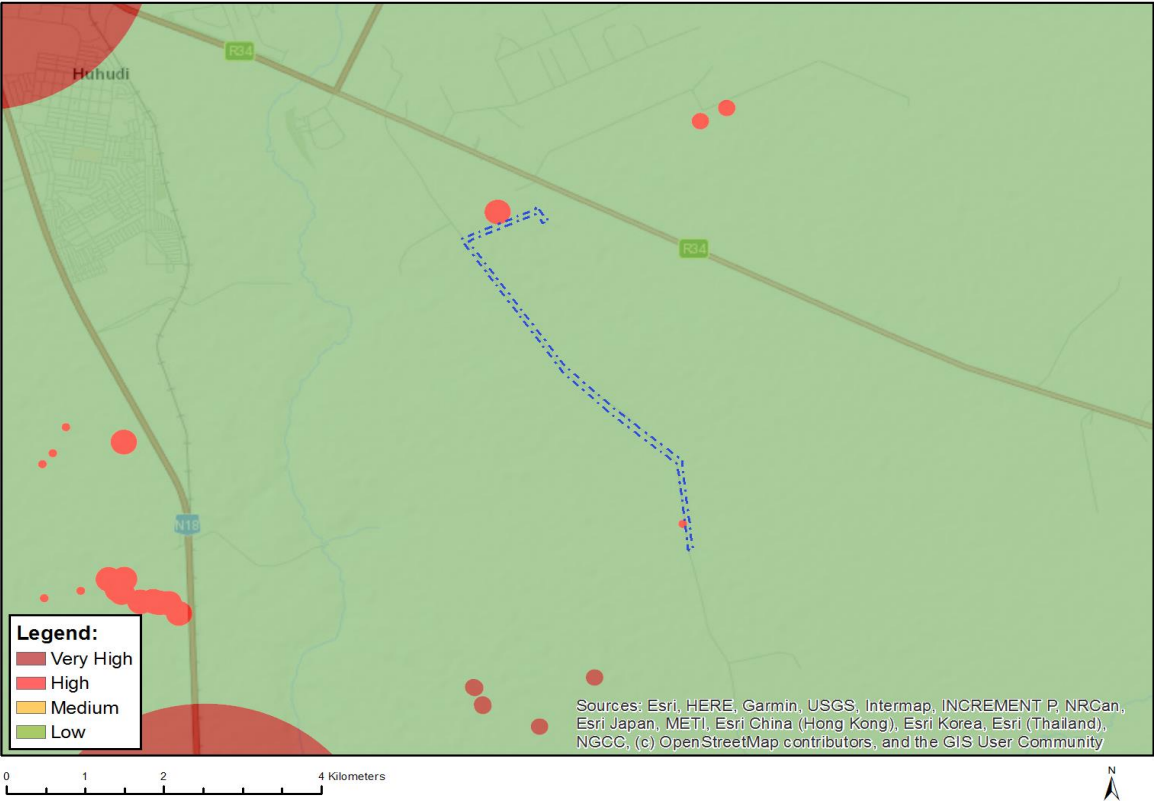 R34
Huhudi
R34
N18
Legend:
Very High
High
Medium
Low
Sources: Esri, HERE, Garmin, USGS, Intermap, INCREMENT P, NRCan,
Esri Japan, METI, Esri China (Hong Kong), Esri Korea, Esri (Thailand),
NGCC, (c) OpenStreetMap contributors, and the GIS User Community
0 1 2 4 Kilometers
N